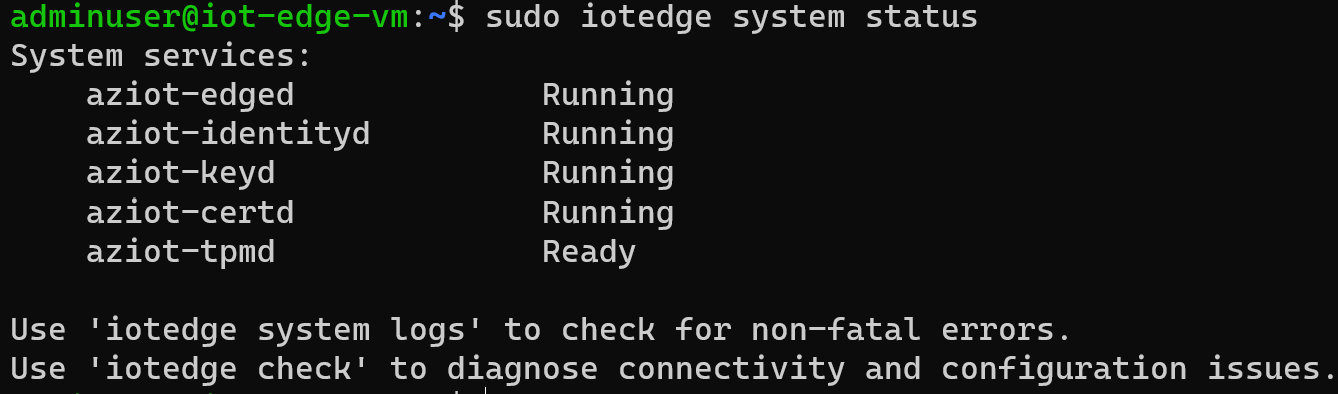 adminuser@iot-edge-vm:~$ sudo iotedge system status
System services:
    aziot-edged             Running
    aziot-identityd         Running
    aziot-keyd              Running
    aziot-certd             Running
    aziot-tpmd              Ready

Use 'iotedge system logs' to check for non-fatal errors.
Use 'iotedge check' to diagnose connectivity and configuration issues.